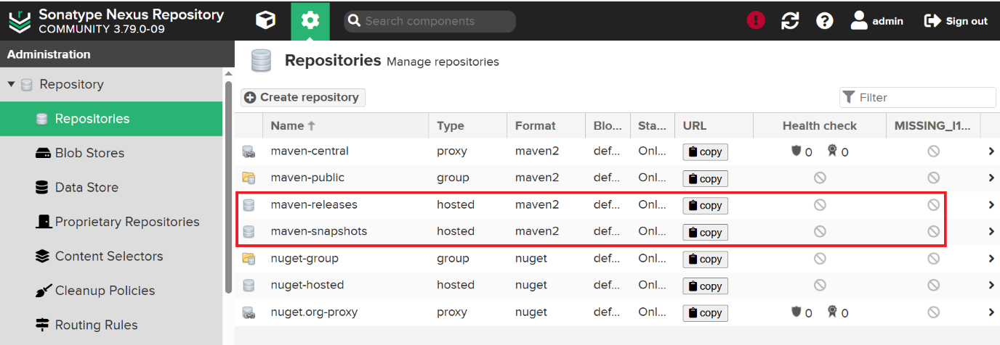 Sonatype Nexus Repository
COMMUNITY 3.79.0-09
Search components
admin
Sign out
Administration
Repository
Repositories
Blob Stores
Data Store
Proprietary Repositories
Content Selectors
Cleanup Policies
Routing Rules
Repositories Manage repositories
Create repository
Filter
Name Type Format Blo... Sta... URL Health check MISSING_I1...
maven-central proxy maven2 def... Onl... copy 0 0
maven-public group maven2 def... Onl... copy
maven-releases hosted maven2 def... Onl... copy
maven-snapshots hosted maven2 def... Onl... copy
nuget-group group nuget def... Onl... copy
nuget-hosted hosted nuget def... Onl... copy
nuget.org-proxy proxy nuget def... Onl... copy 0 0